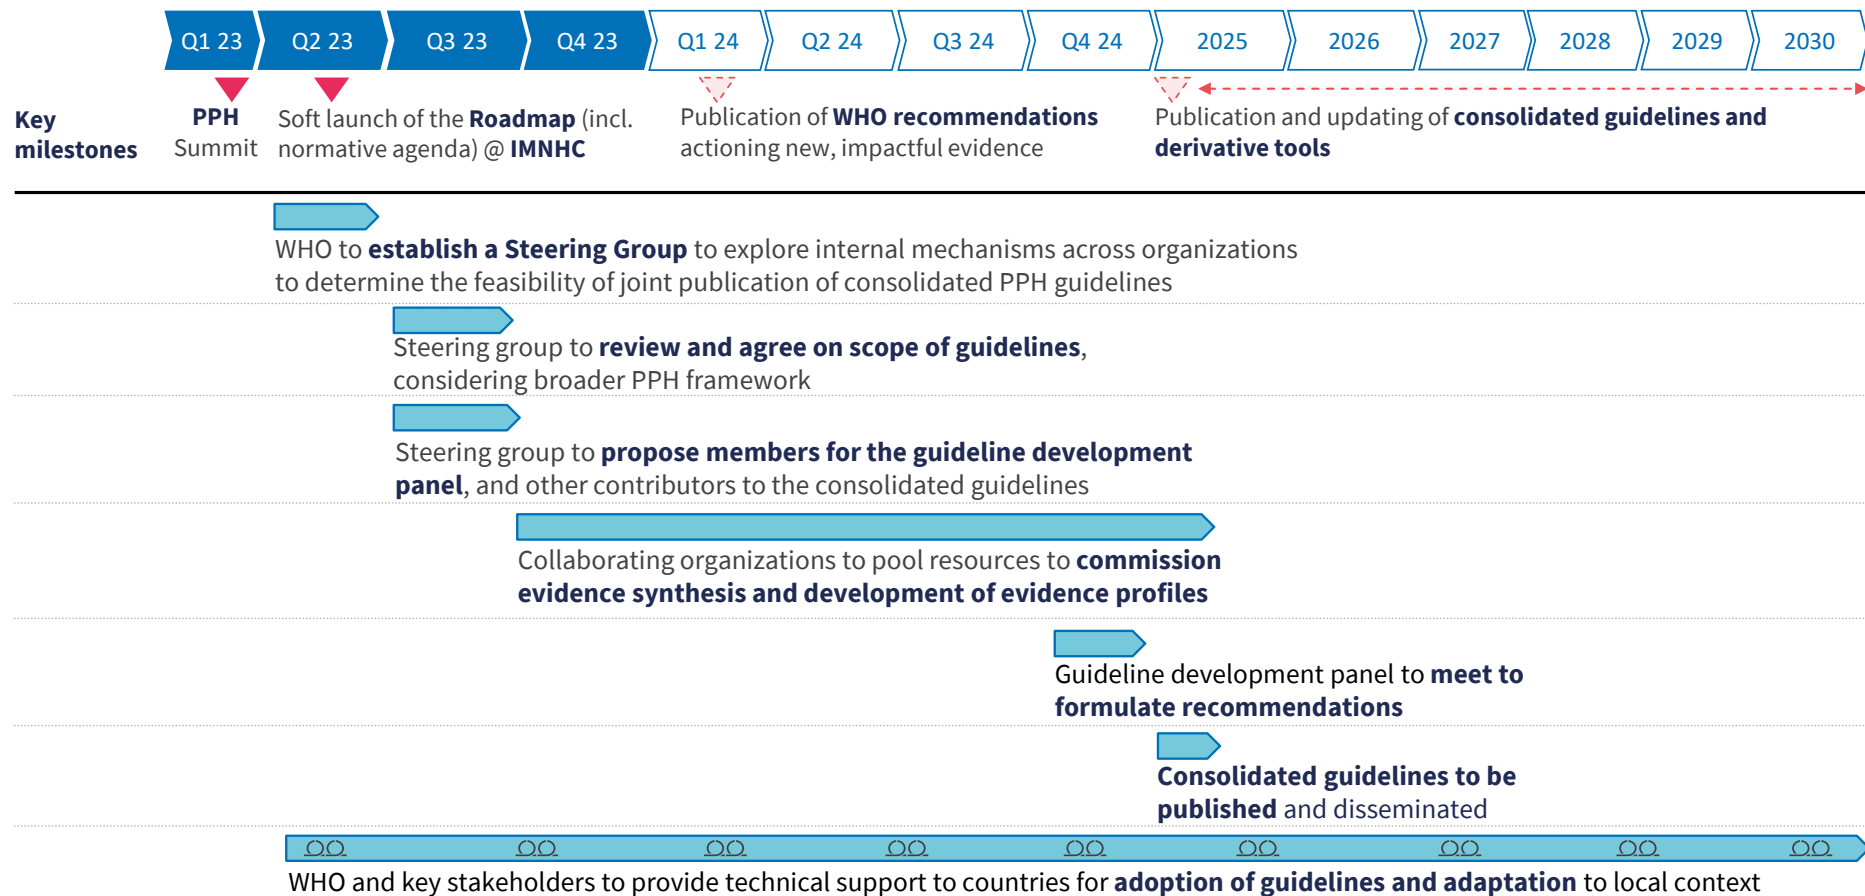 Q1 23 Q2 23 Q3 23 Q4 23 Q1 24 Q2 24 Q3 24 Q4 24 2025 2026 2027 2028 2029 2030
Key
milestones
PPH
Summit
Soft launch of the Roadmap (incl.
normative agenda) @ IMNHC
Publication of WHO recommendations
actioning new, impactful evidence
Publication and updating of consolidated guidelines and
derivative tools
WHO to establish a Steering Group to explore internal mechanisms across organizations
to determine the feasibility of joint publication of consolidated PPH guidelines
Steering group to review and agree on scope of guidelines,
considering broader PPH framework
Steering group to propose members for the guideline development
panel, and other contributors to the consolidated guidelines
Collaborating organizations to pool resources to commission
evidence synthesis and development of evidence profiles
Guideline development panel to meet to
formulate recommendations
Consolidated guidelines to be
published and disseminated
WHO and key stakeholders to provide technical support to countries for adoption of guidelines and adaptation to local context